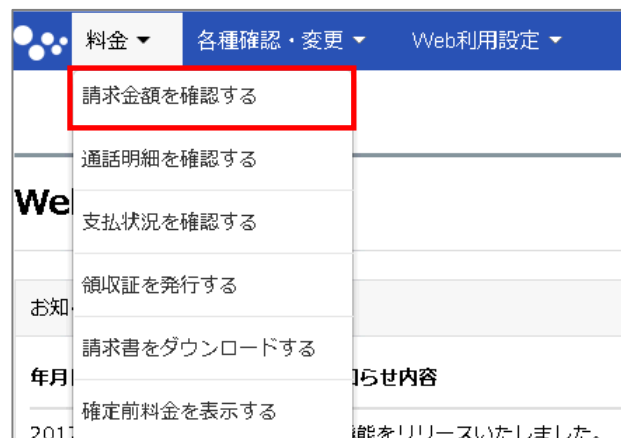 料金 ▼ 各種確認・変更 ▼ Web利用設定 ▼
請求金額を確認する
通話明細を確認する
We
支払状況を確認する
領収証を発行する
お知
請求書をダウンロードする
年月 らせ内容
確定前料金を表示する
2017 能をリリースいたしました。